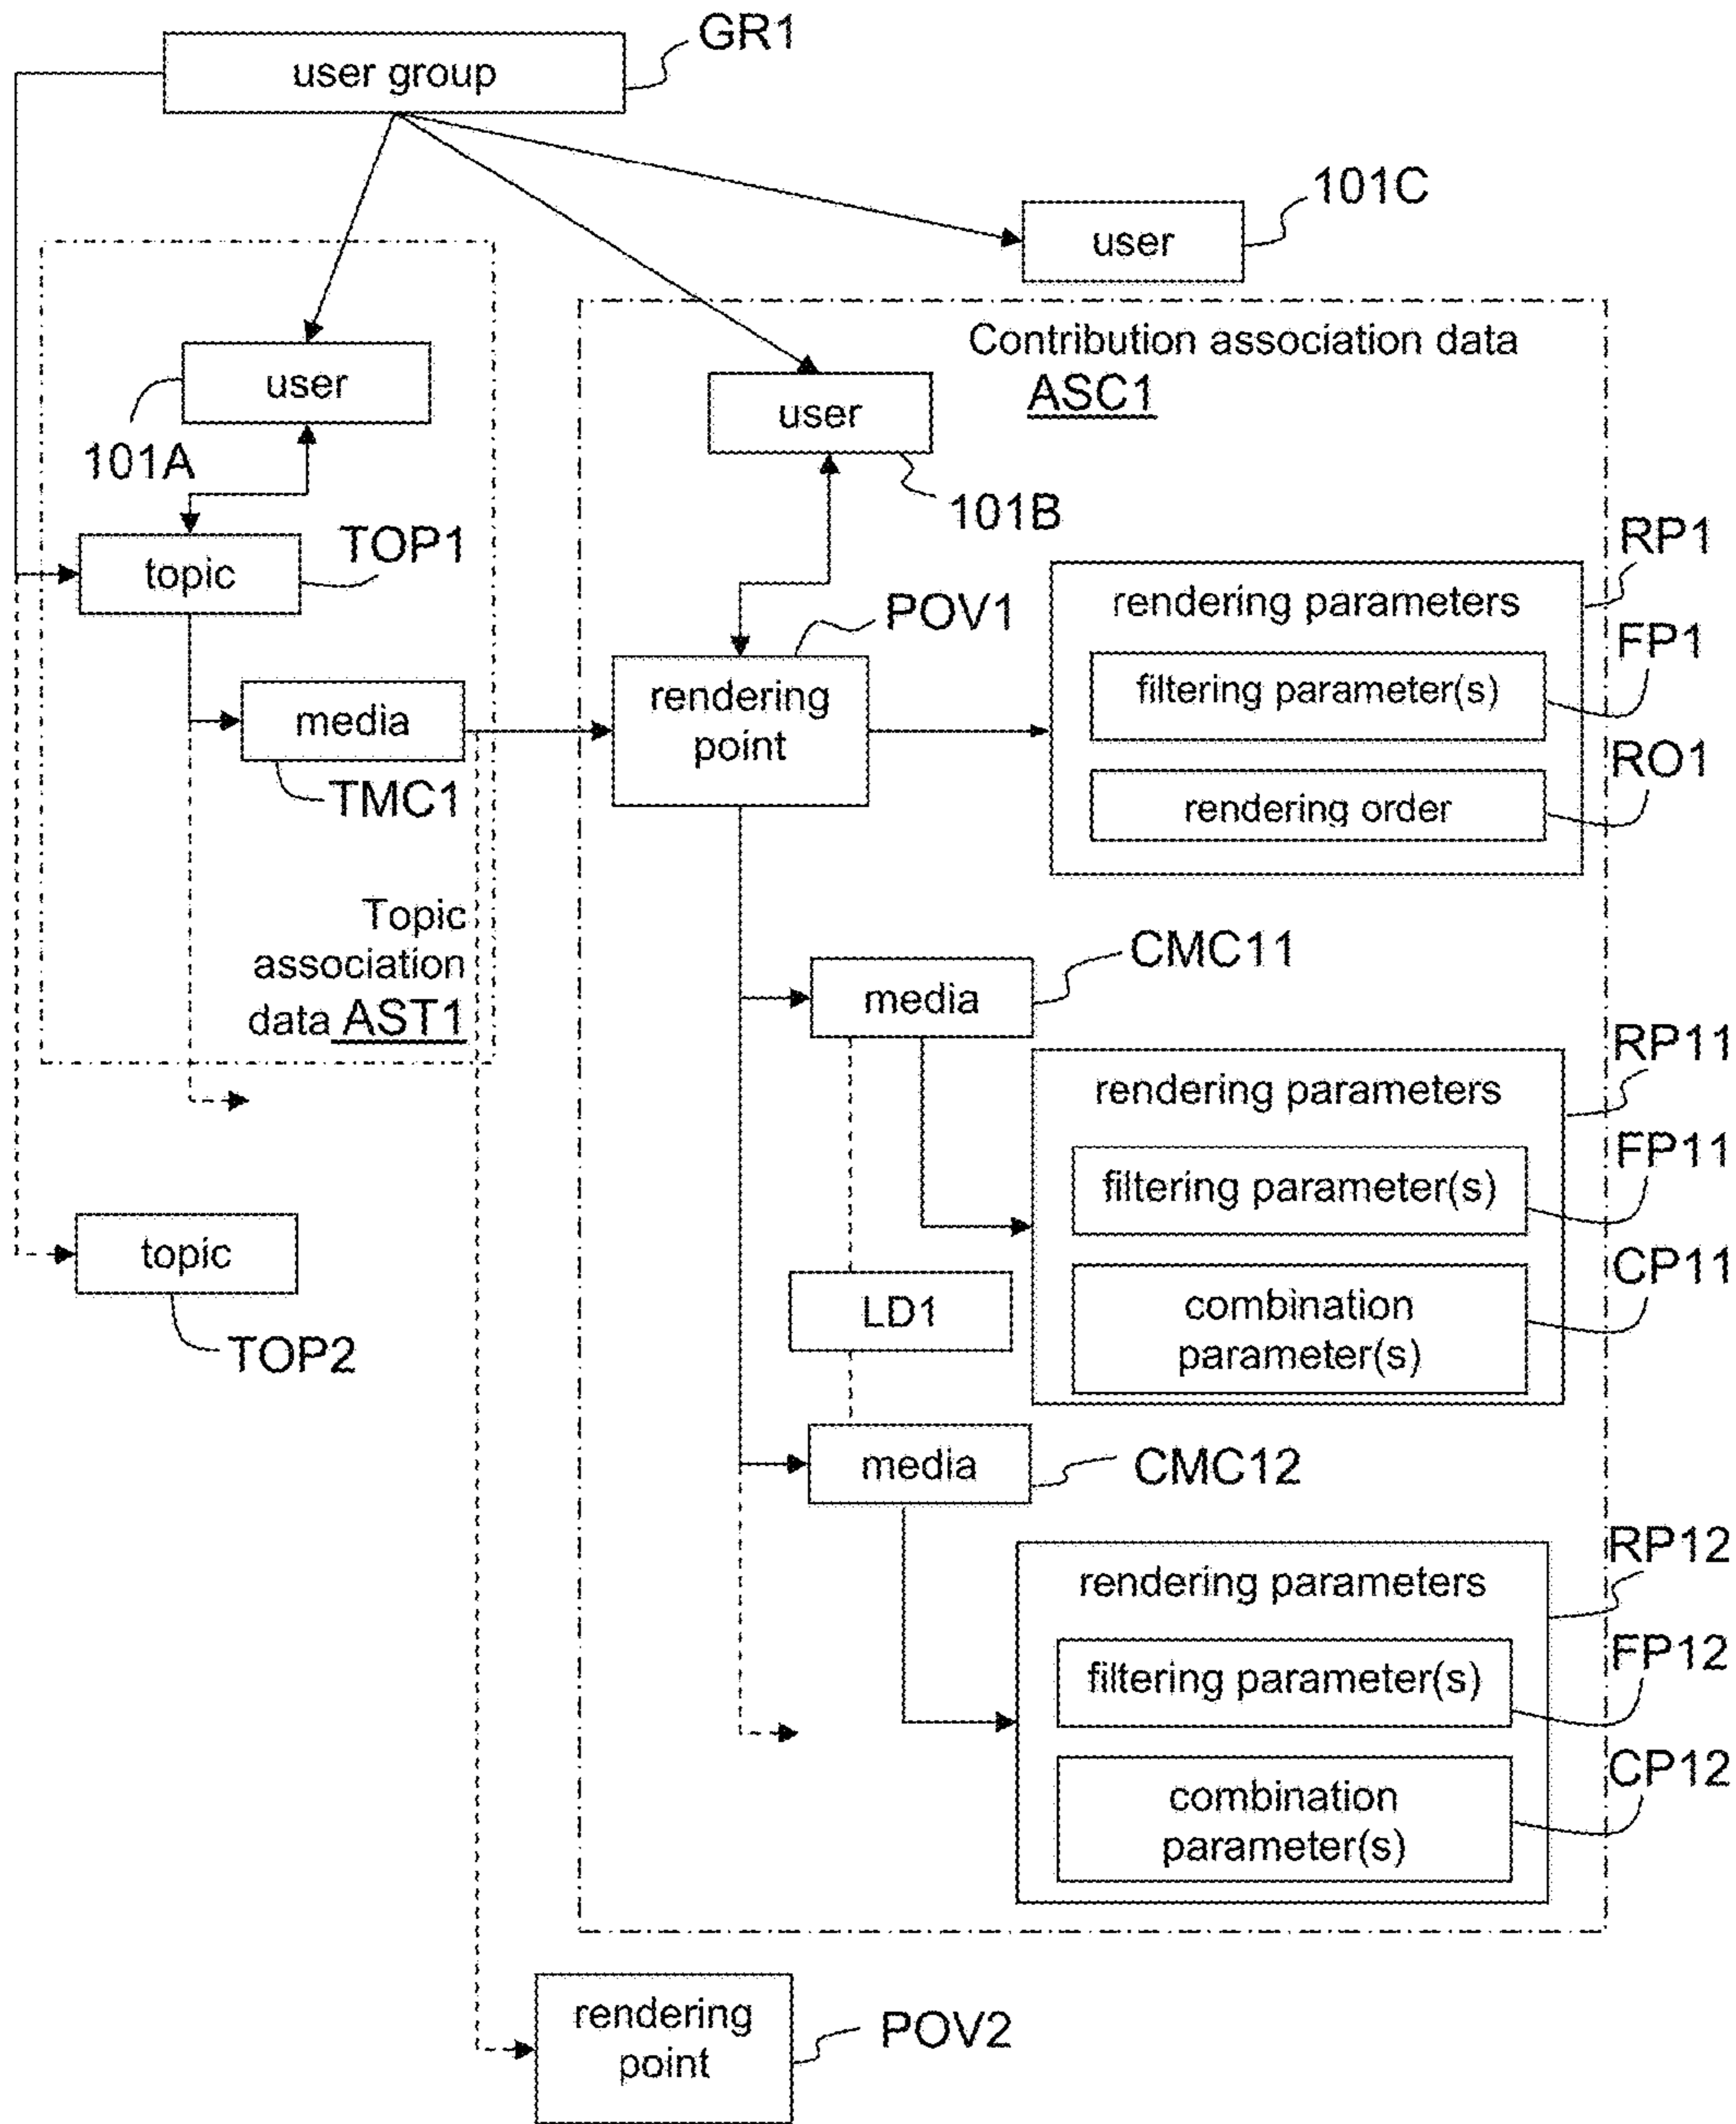 GR1
user group
101C
user
Contribution association data
ASC1
user
101A
user
101B
TOP1
topic
RP1
rendering parameters
POV1
FP1
filtering parameter(s)
rendering
point
media
RO1
TMC1
rendering order
Topic
association
data AST1
CMC11
media
RP11
rendering parameters
FP11
filtering parameter(s)
topic
CP11
LD1
combination
parameter(s)
TOP2
media
CMC12
RP12
rendering parameters
FP12
filtering parameter(s)
CP12
combination
parameter(s)
rendering
point
POV2